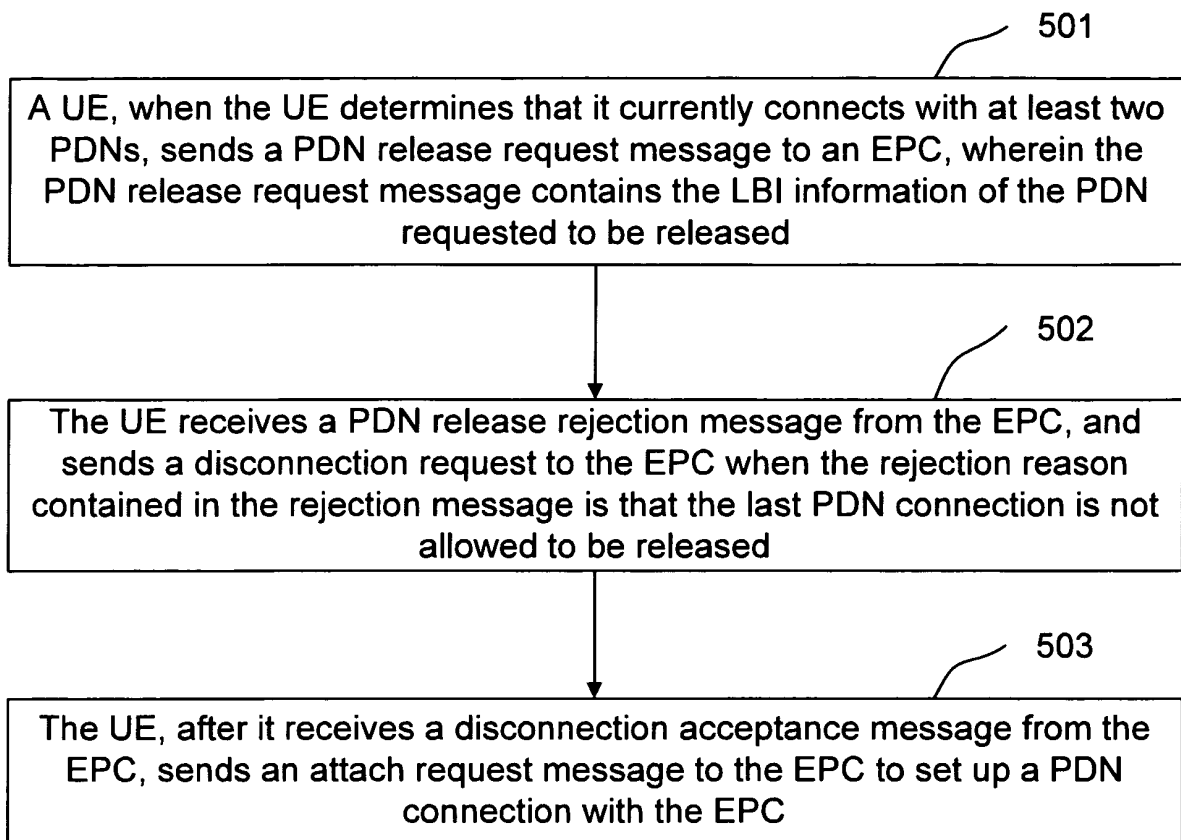 501
A UE, when the UE determines that it currently connects with at least two
PDNs, sends a PDN release request message to an EPC, wherein the
PDN release request message contains the LBI information of the PDN
requested to be released
502
The UE receives a PDN release rejection message from the EPC, and
sends a disconnection request to the EPC when the rejection reason
contained in the rejection message is that the last PDN connection is not
allowed to be released
503
The UE, after it receives a disconnection acceptance message from the
EPC, sends an attach request message to the EPC to set up a PDN
connection with the EPC